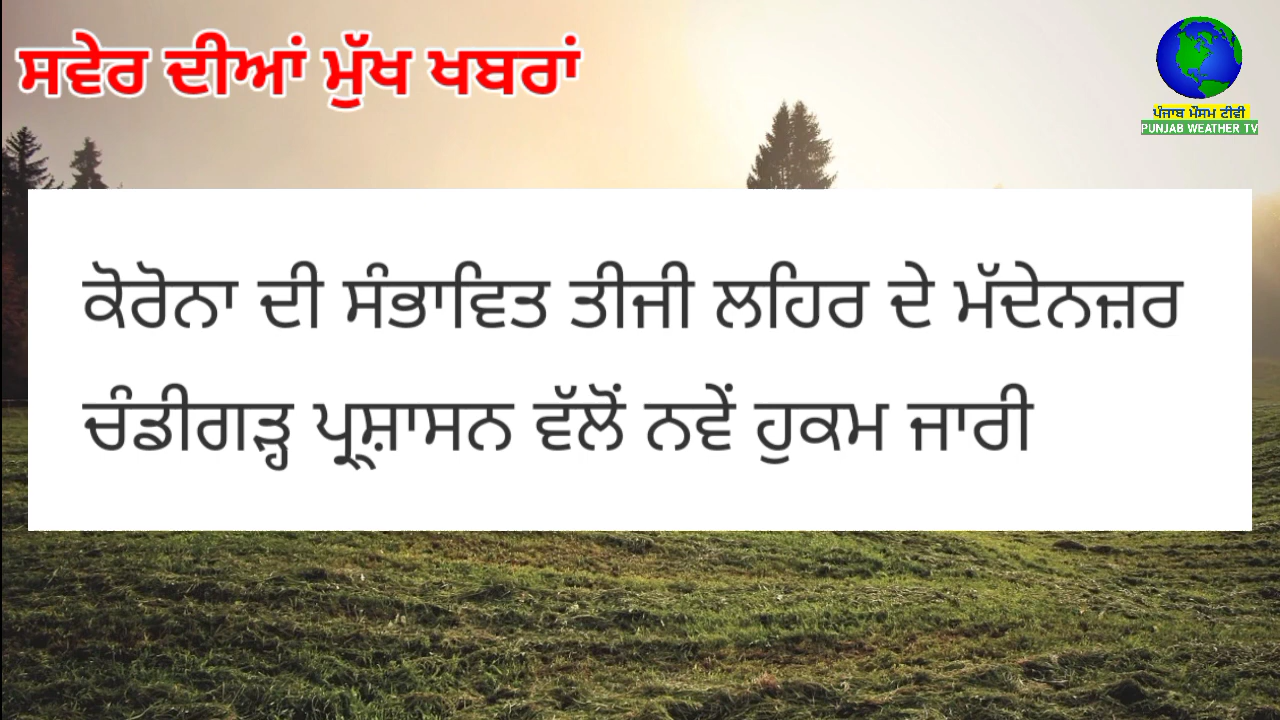 ਸਵੇਰ ਦੀਆਂ ਮੁੱਖ ਖਬਰਾਂ
ਪੰਜਾਬ ਮੌਸਮ ਟੀਵੀ
PUNJAB WEATHER TV
ਕੋਰੋਨਾ ਦੀ ਸੰਭਾਵਿਤ ਤੀਜੀ ਲਹਿਰ ਦੇ ਮੱਦੇਨਜ਼ਰ
ਚੰਡੀਗੜ੍ਹ ਪ੍ਰਸ਼ਾਸਨ ਵੱਲੋਂ ਨਵੇਂ ਹੁਕਮ ਜਾਰੀ